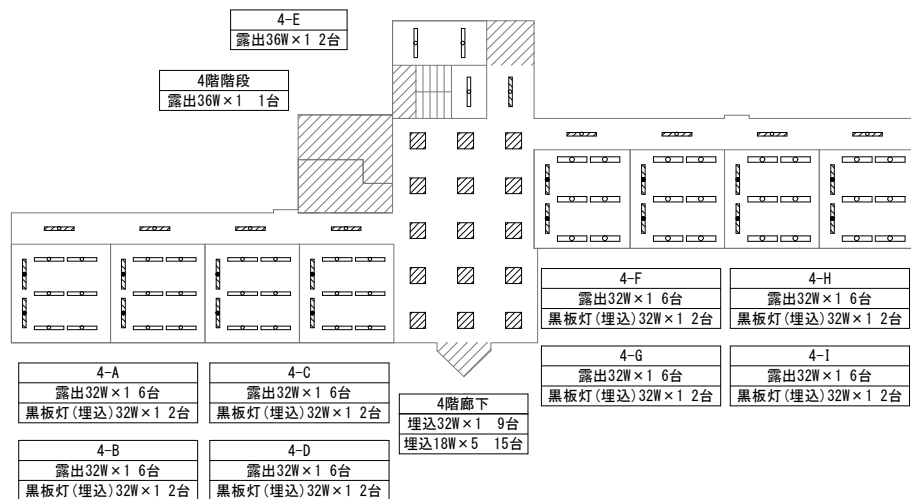 4-E
露出36W×1 2台
4階階段
露出36W×1 1台
4-F
露出32W×1 6台
黒板灯(埋込)32W×1 2台
4-H
露出32W×1 6台
黒板灯(埋込)32W×1 2台
4-G
露出32W×1 6台
黒板灯(埋込)32W×1 2台
4-I
露出32W×1 6台
黒板灯(埋込)32W×1 2台
4-A
露出32W×1 6台
黒板灯(埋込)32W×1 2台
4-C
露出32W×1 6台
黒板灯(埋込)32W×1 2台
4階廊下
埋込32W×1 9台
埋込18W×5 15台
4-B
露出32W×1 6台
黒板灯(埋込)32W×1 2台
4-D
露出32W×1 6台
黒板灯(埋込)32W×1 2台